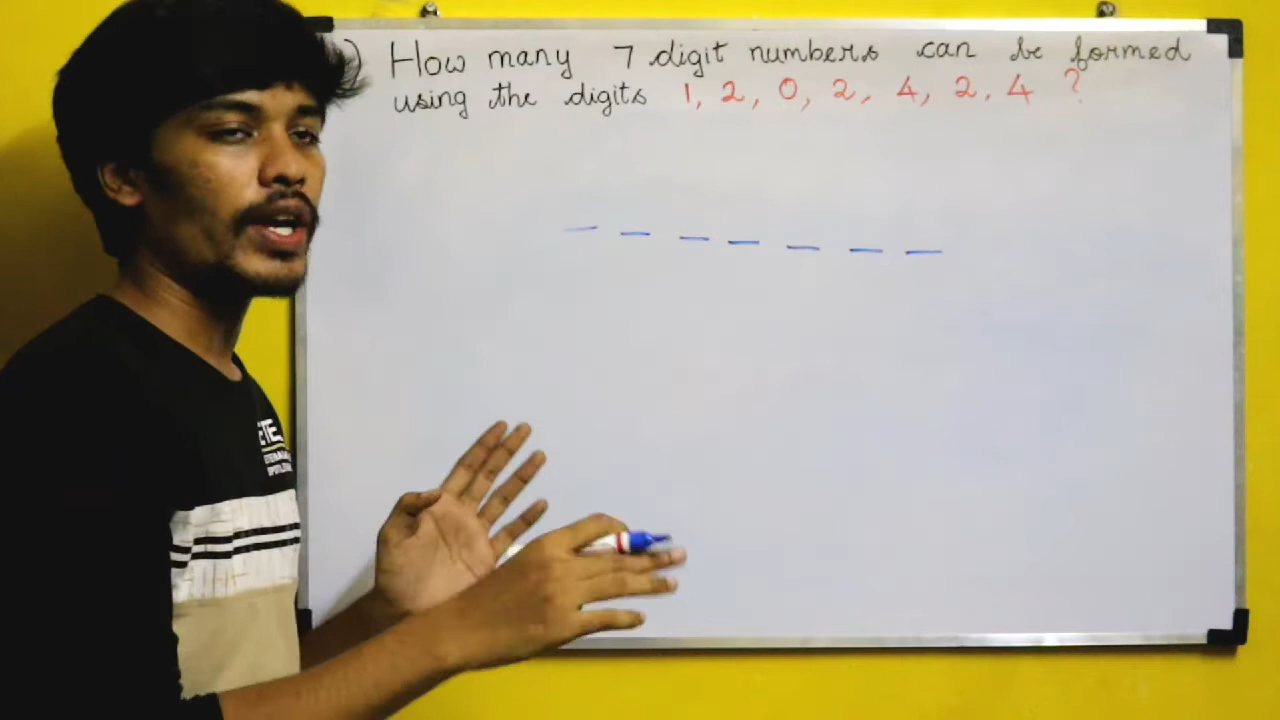 ) How many 7 digit numbers can be formed
using the digits 1, 2, 0, 2, 4, 2, 4 ?